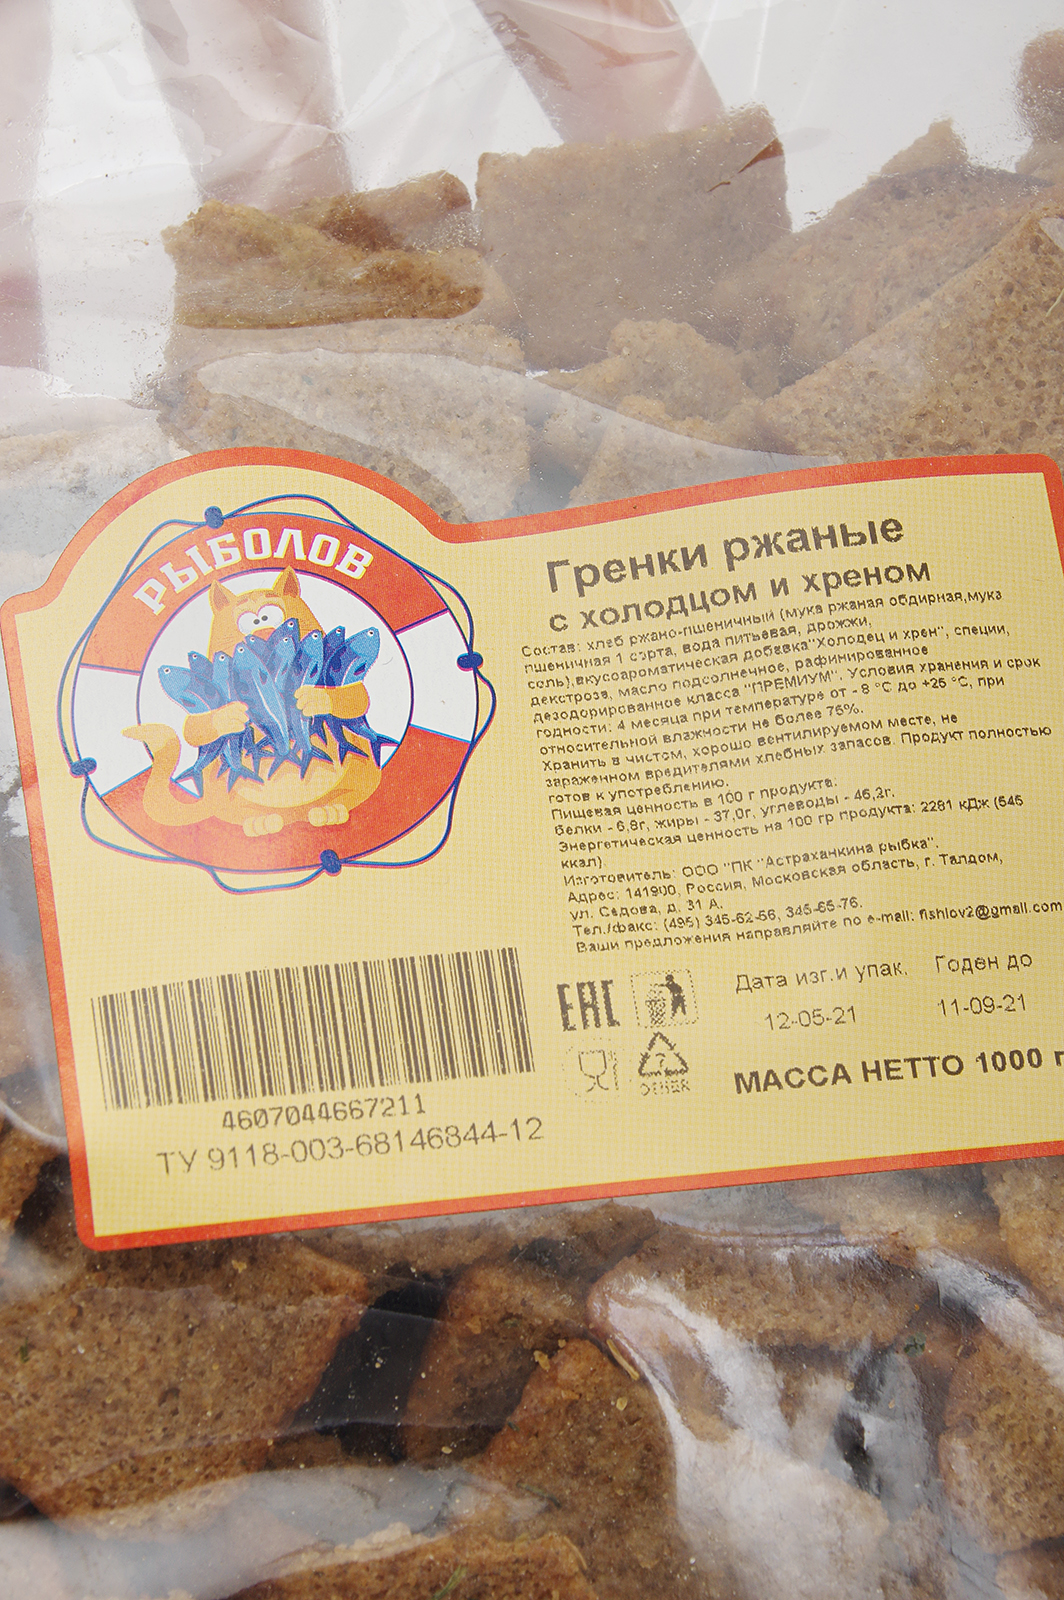 РЫБОЛОВ
Гренки ржаные
с холодцом и хреном
Состав: хлеб ржано-пшеничный (мука ржаная обдирная,мука
пшеничная 1 сорта, вода питьевая, дрожжи,
соль),вкусоароматическая добавка"Холодец и хрен", специи,
декстроза, масло подсолнечное, рафинированное
дезодорированное класса "ПРЕМИУМ". Условия хранения и срок
годности: 4 месяца при температуре от - 8 °С до +25 °С, при
относительной влажности не более 75%.
Хранить в чистом, хорошо вентилируемом месте, не
зараженном вредителями хлебных запасов. Продукт полностью
готов к употреблению.
Пищевая ценность в 100 г продукта:
белки - 6,8г, жиры - 37,0г, углеводы - 46,2г.
Энергетическая ценность на 100 гр продукта: 2281 кДж (545
ккал).
Изготовитель: ООО "ПК "Астраханкина рыбка".
Адрес: 141900, Россия, Московская область, г. Талдом,
ул. Седова, д. 31 А.
Тел./факс: (495) 345-62-56, 345-65-76.
Ваши предложения направляйте по e-mail: fishlov2@gmail.com
EAC
Дата изг.и упак. Годен до
12-05-21 11-09-21
?
OTHER
МАССА НЕТТО 1000 г
4607044667211
ТУ 9118-003-68146844-12